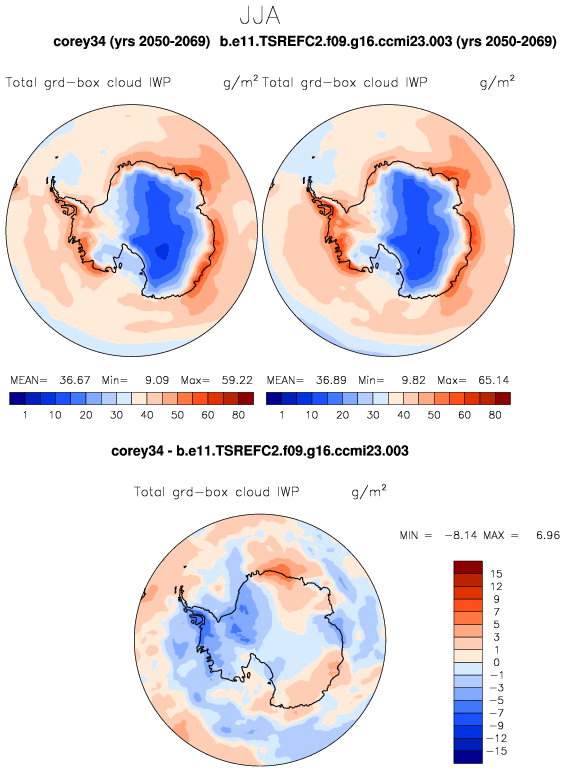 JJA
corey34 (yrs 2050-2069) b.e11.TSREFC2.f09.g16.ccmi23.003 (yrs 2050-2069)
Total grd-box cloud IWP g/m² Total grd-box cloud IWP g/m²
MEAN= 36.67 Min= 9.09 Max= 59.22 MEAN= 36.89 Min= 9.82 Max= 65.14
1 10 20 30 40 50 60 80 1 10 20 30 40 50 60 80
corey34 - b.e11.TSREFC2.f09.g16.ccmi23.003
Total grd-box cloud IWP g/m²
MIN = -8.14 MAX = 6.96
15
12
9
7
5
3
1
0
-1
-3
-5
-7
-9
-12
-15